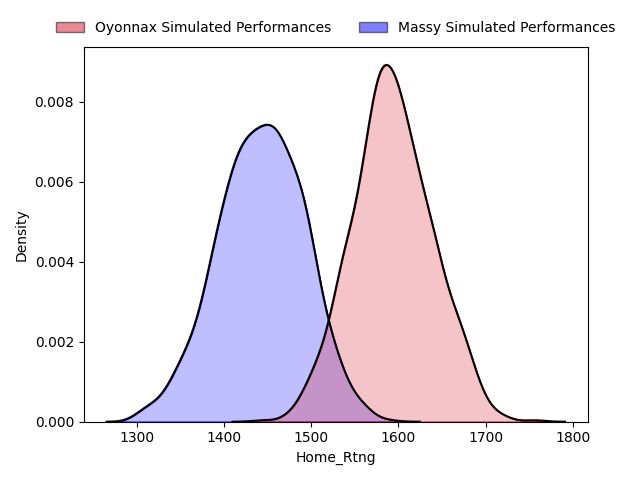 Oyonnax Simulated Performances Massy Simulated Performances
0.008
0.006
0.004
0.002
0.000
Density
1300 1400 1500 1600 1700 1800
Home_Rtng